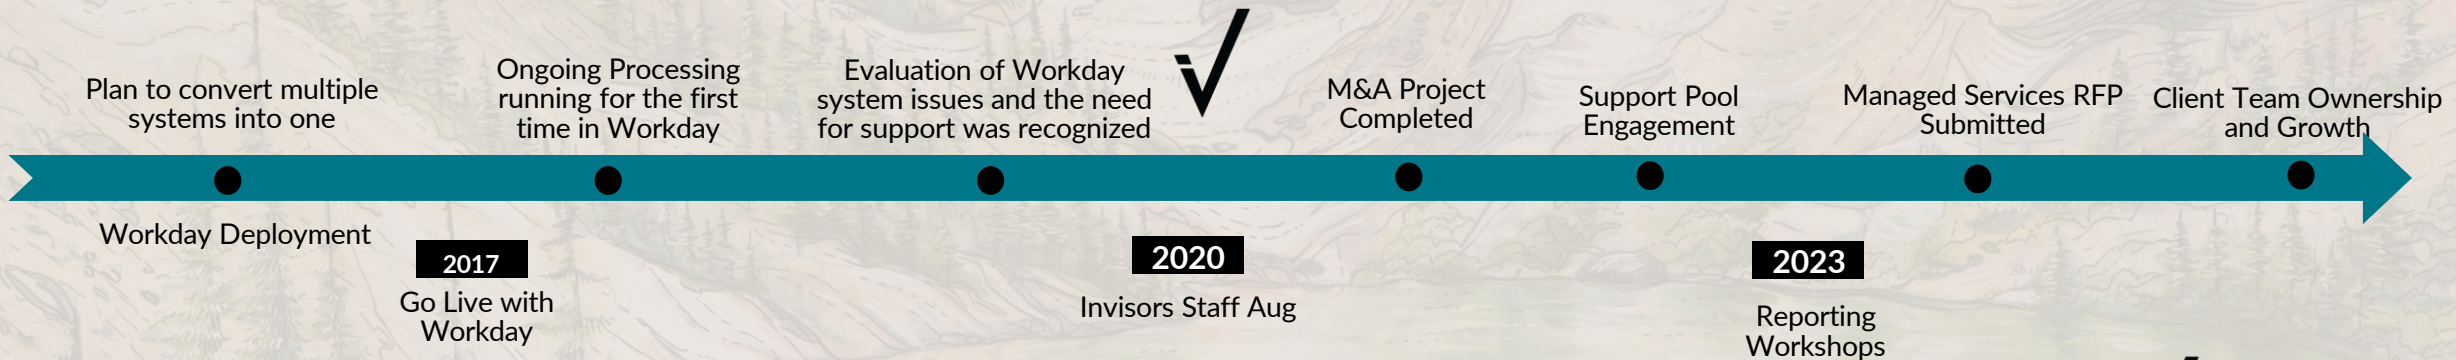 Plan to convert multiple
systems into one
Ongoing Processing
running for the first
time in Workday
Evaluation of Workday
system issues and the need
for support was recognized
M&A Project
Completed
Support Pool
Engagement
Managed Services RFP
Submitted
Client Team Ownership
and Growth
Workday Deployment
2017
Go Live with
Workday
2020
Invisors Staff Aug
2023
Reporting
Workshops